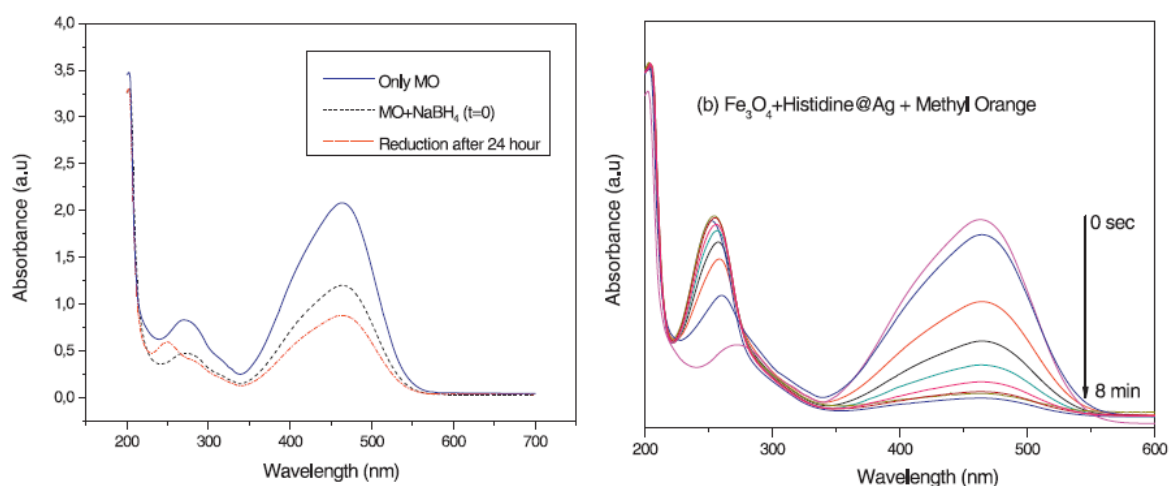 4,0
3,5
3,0
2,5
2,0
1,5
1,0
0,5
0,0
Absorbance (a.u)
Only MO
MO+NaBH₄ (t=0)
Reduction after 24 hour
200 300 400 500 600 700
Wavelength (nm)
Absorbance (a.u)
(b) Fe₃O₄+Histidine@Ag + Methyl Orange
0 sec
8 min
200 300 400 500 600
Wavelength (nm)